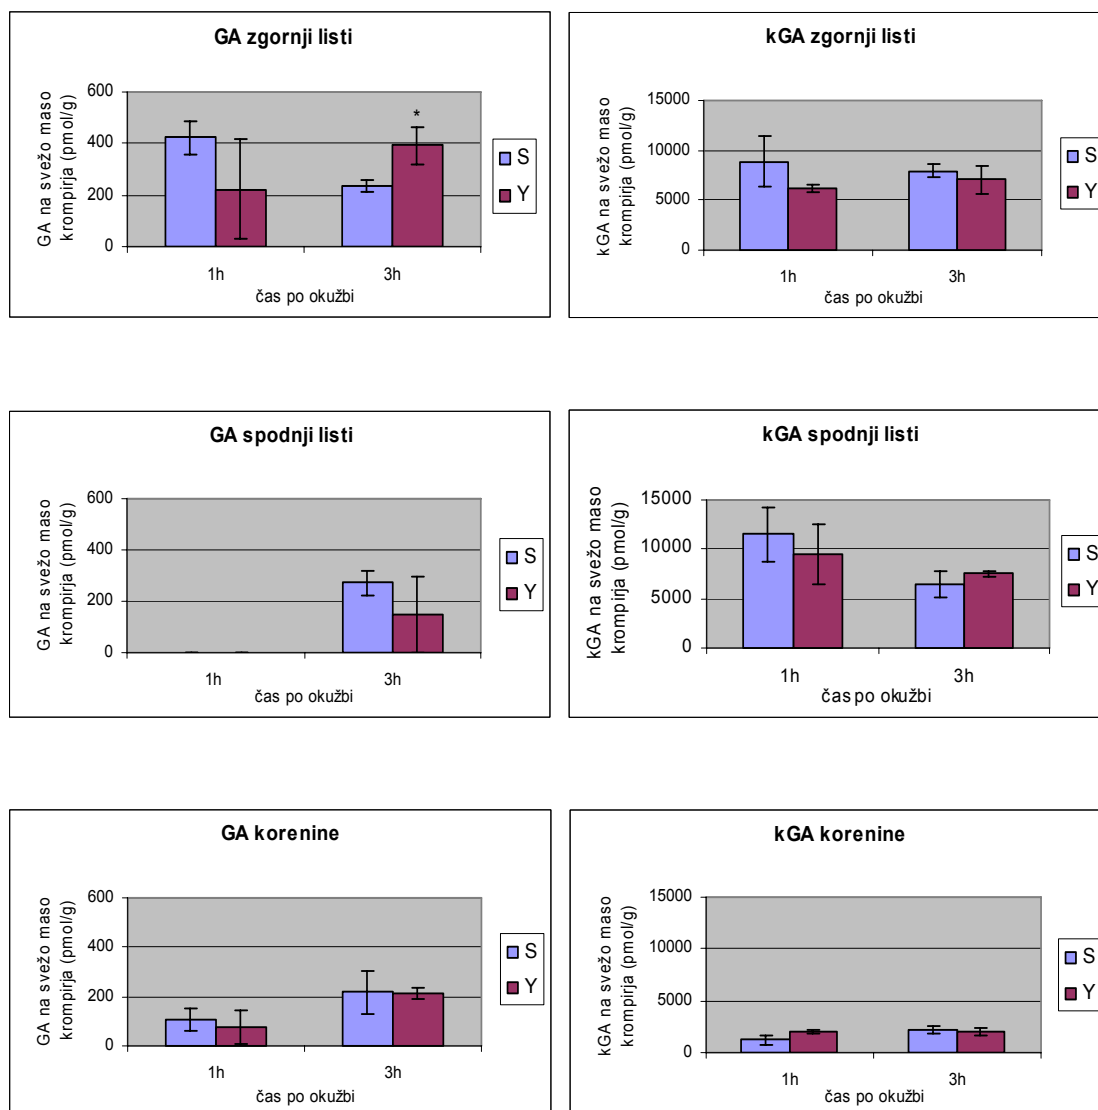 GA zgornji listi
GA na svežo maso
krompirja (pmol/g)
600
400
200
0
*
1h
3h
čas po okužbi
S
Y
kGA zgornji listi
kGA na svežo maso
krompirja (pmol/g)
15000
10000
5000
0
1h
3h
čas po okužbi
S
Y
GA spodnji listi
GA na svežo maso
krompirja (pmol/g)
600
400
200
0
1h
3h
čas po okužbi
S
Y
kGA spodnji listi
kGA na svežo maso
krompirja (pmol/g)
15000
10000
5000
0
1h
3h
čas po okužbi
S
Y
GA korenine
GA na svežo maso
krompirja (pmol/g)
600
400
200
0
1h
3h
čas po okužbi
S
Y
kGA korenine
kGA na svežo maso
krompirja (pmol/g)
15000
10000
5000
0
1h
3h
čas po okužbi
S
Y